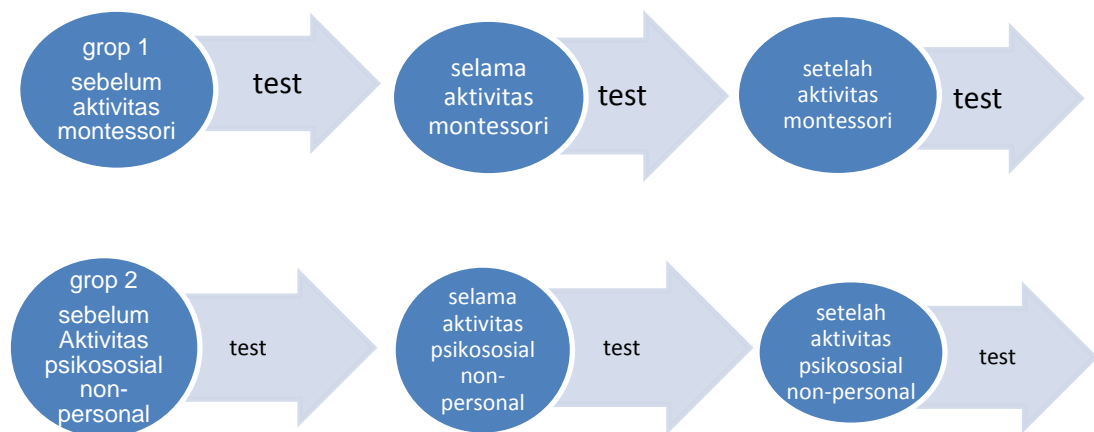 grop 1
sebelum
aktivitas
montessori
test
selama
aktivitas
montessori
test
setelah
aktivitas
montessori
test
grop 2
sebelum
Aktivitas
psikososial
non-
personal
test
selama
aktivitas
psikososial
non-
personal
test
setelah
aktivitas
psikososial
non-personal
test